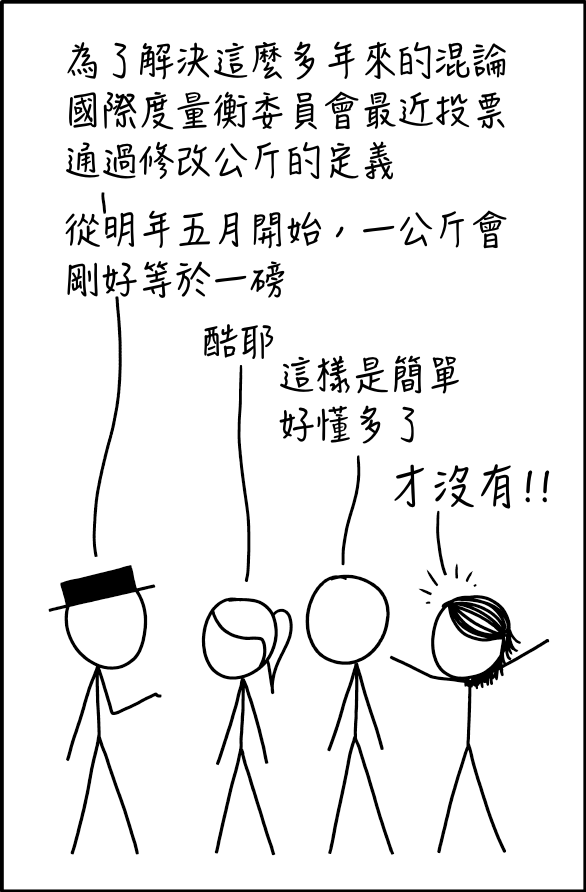 為了解決這麼多年來的混論
國際度量衡委員會最近投票
通過修改公斤的定義
從明年五月開始，一公斤會
剛好等於一磅
酷耶
這樣是簡單
好懂多了
才沒有!!